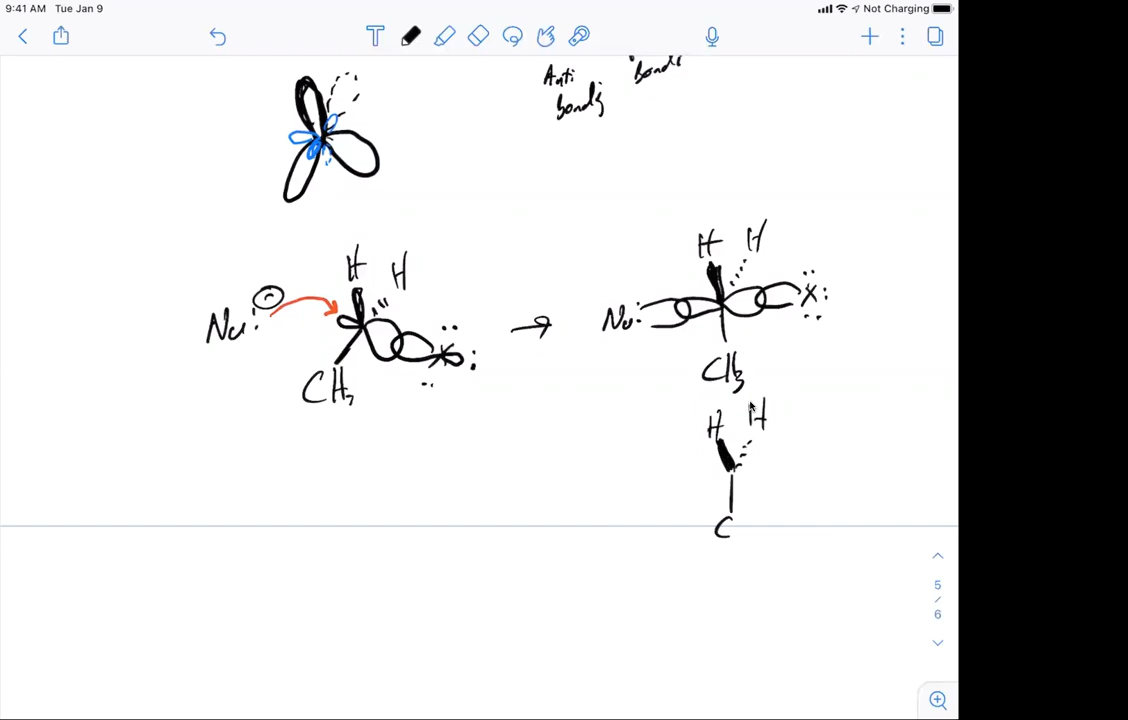 9:41 AM Tue Jan 9
Not Charging
T
Anti
bonds
Bonds
H H
Nu:
CH3
X
H H
Nu:
X:
CH3
H H
C
5
/
6